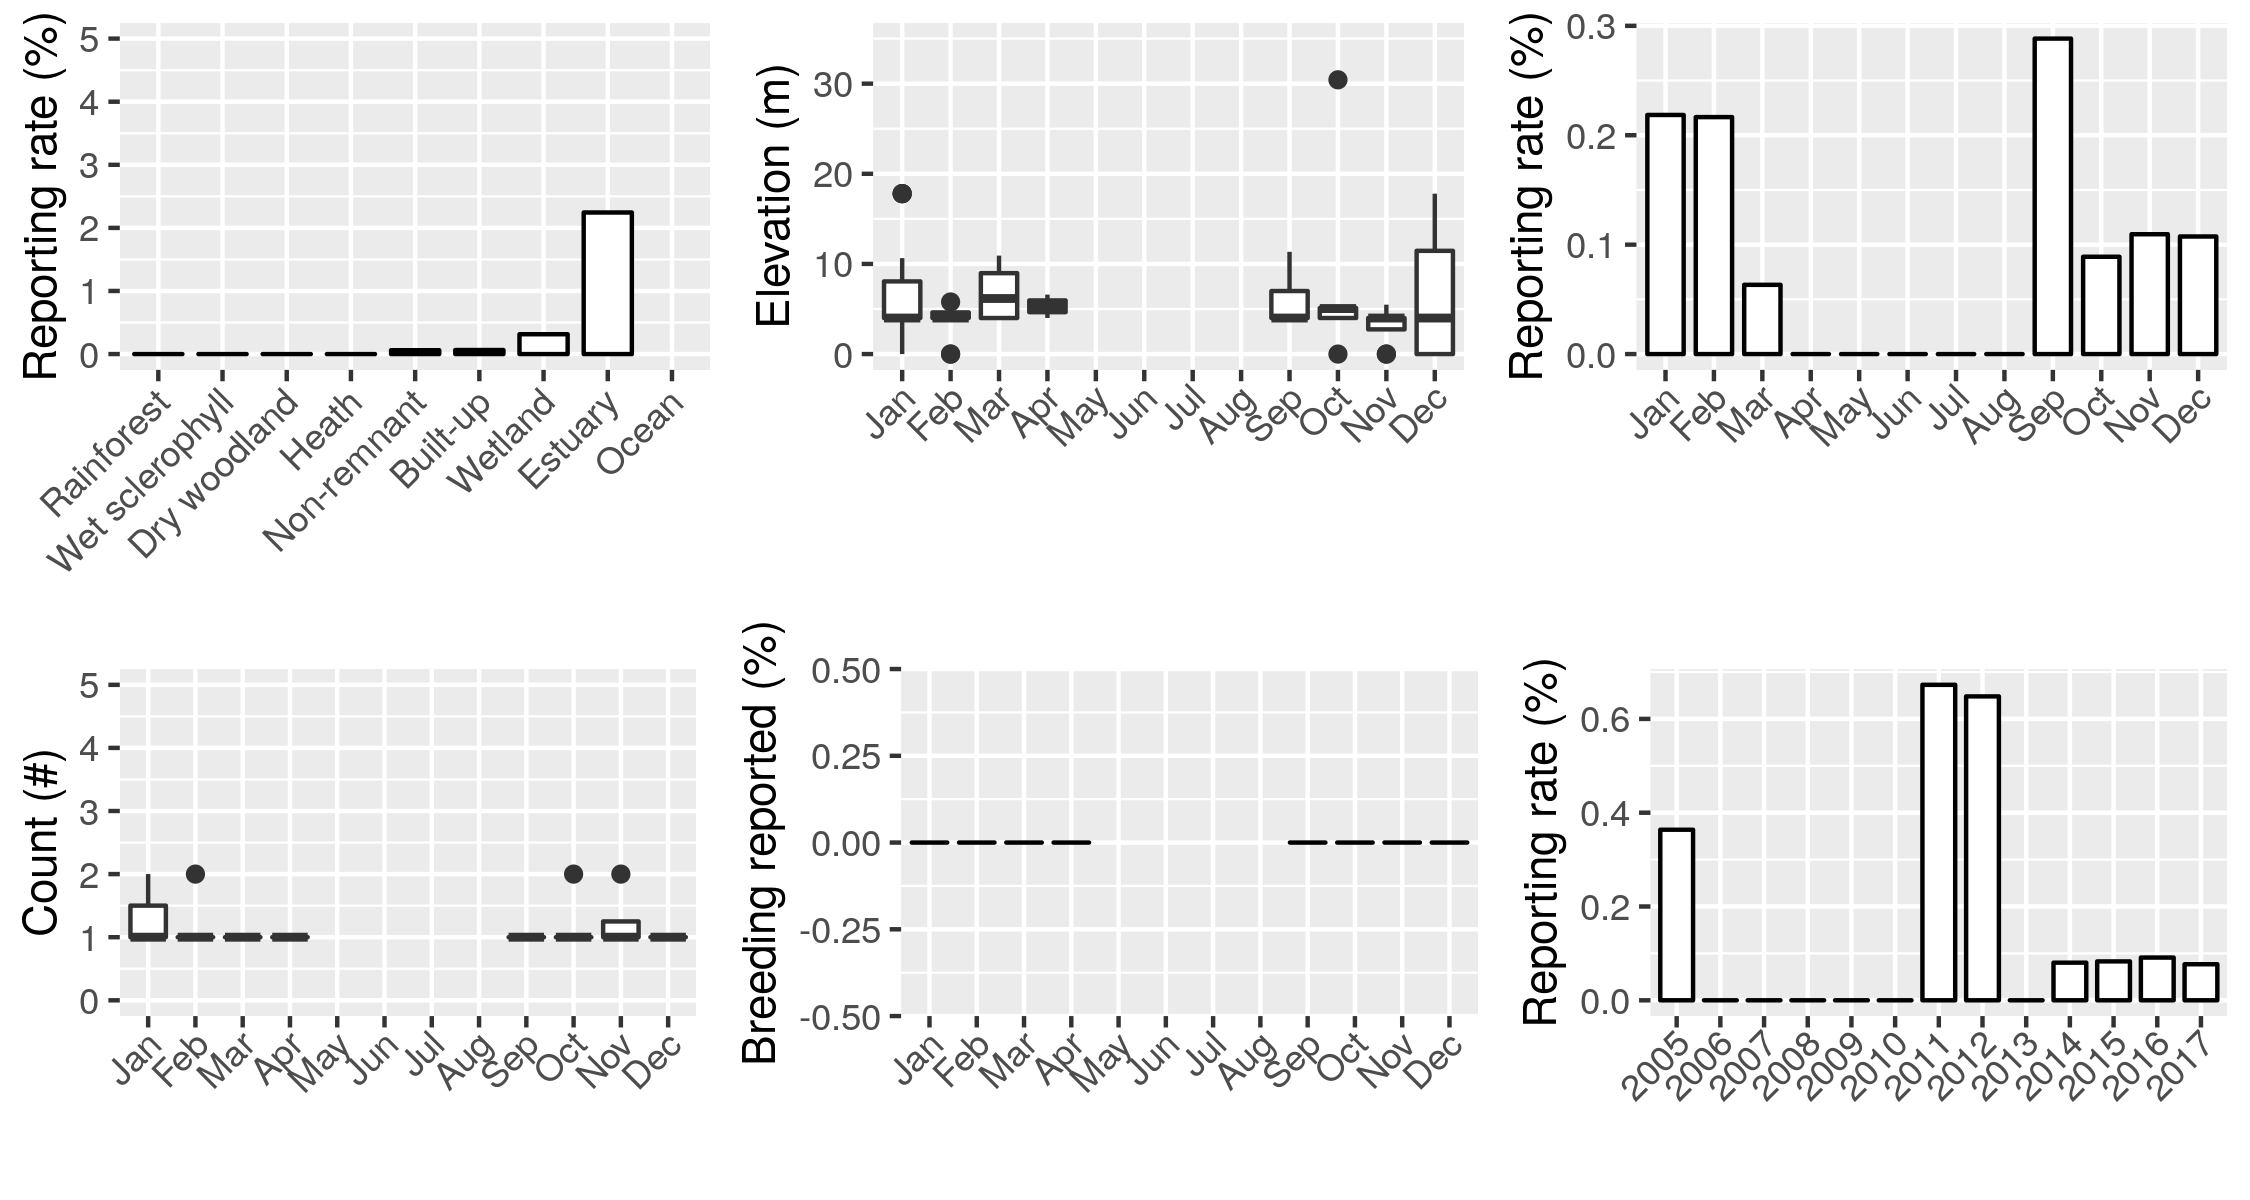 Reporting rate (%)
5
4
3
2
1
0
Rainforest
Wet sclerophyll
Dry woodland
Heath
Non-remnant
Built-up
Wetland
Estuary
Ocean
Elevation (m)
30
20
10
0
Jan
Feb
Mar
Apr
May
Jun
Jul
Aug
Sep
Oct
Nov
Dec
Reporting rate (%)
0.3
0.2
0.1
0.0
Jan
Feb
Mar
Apr
May
Jun
Jul
Aug
Sep
Oct
Nov
Dec
Count (#)
5
4
3
2
1
0
Jan
Feb
Mar
Apr
May
Jun
Jul
Aug
Sep
Oct
Nov
Dec
Breeding reported (%)
0.50
0.25
0.00
-0.25
-0.50
Jan
Feb
Mar
Apr
May
Jun
Jul
Aug
Sep
Oct
Nov
Dec
Reporting rate (%)
0.6
0.4
0.2
0.0
2005
2006
2007
2008
2009
2010
2011
2012
2013
2014
2015
2016
2017